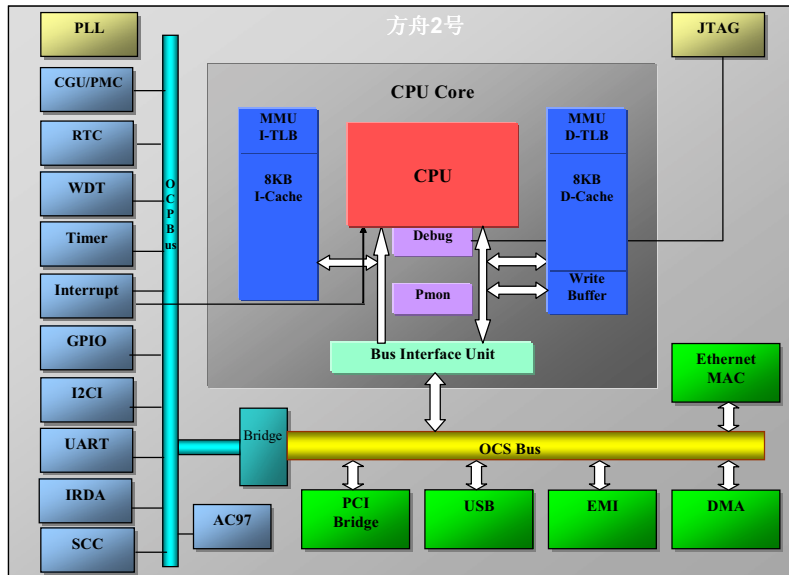 方舟2号
PLL
JTAG
CGU/PMC
RTC
WDT
Timer
Interrupt
GPIO
I2CI
UART
IRDA
SCC
AC97
O
C
P
B
us
CPU Core
MMU
I-TLB
8KB
I-Cache
CPU
MMU
D-TLB
8KB
D-Cache
Write
Buffer
Debug
Pmon
Bus Interface Unit
Ethernet
MAC
Bridge
OCS Bus
PCI
Bridge
USB
EMI
DMA